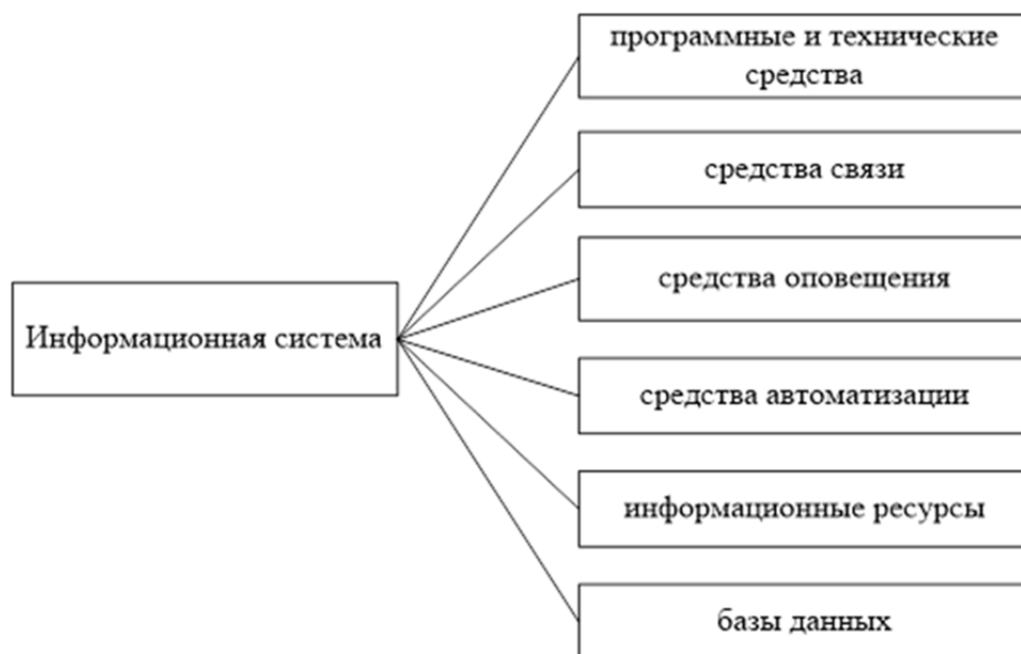 программные и технические
средства
средства связи
средства оповещения
Информационная система
средства автоматизации
информационные ресурсы
базы данных